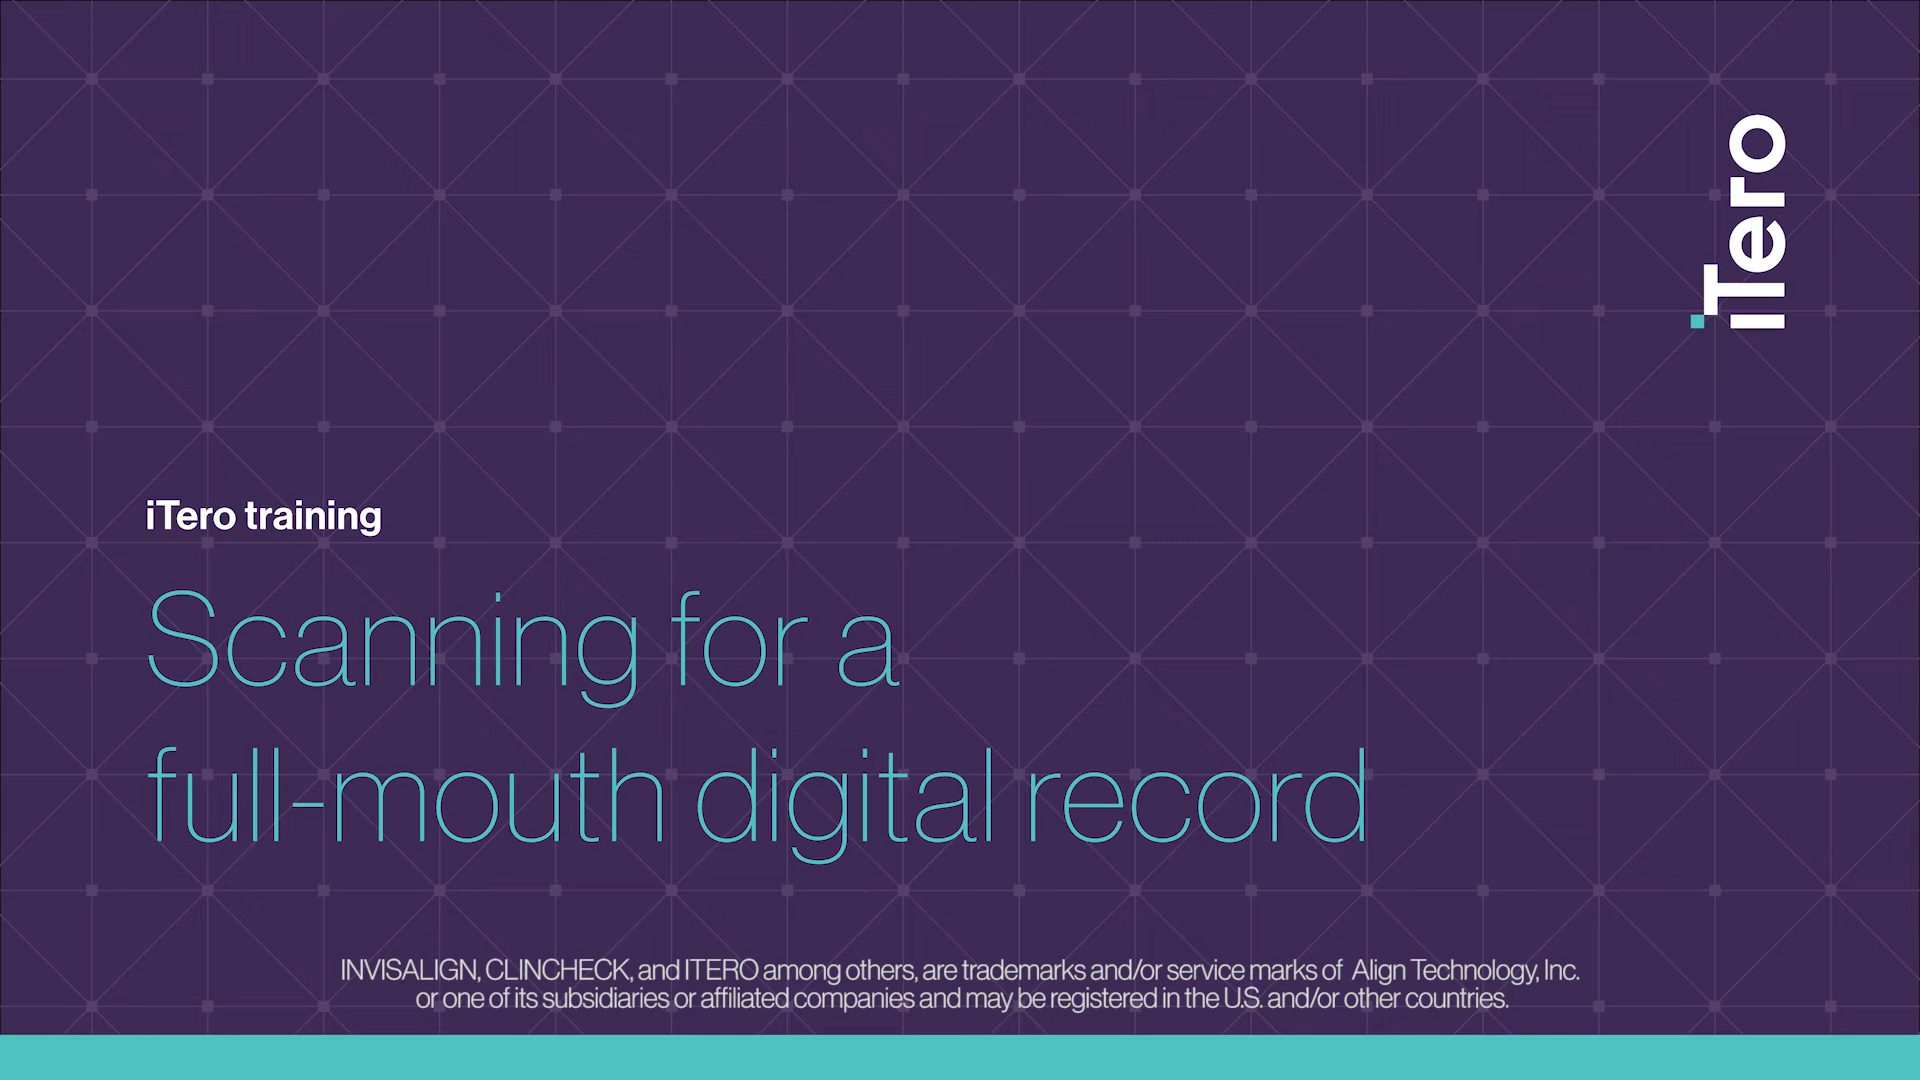 iTero
iTero training
Scanning for a
full-mouth digital record
INVISALIGN, CLINCHECK, and ITERO among others, are trademarks and/or service marks of Align Technology, Inc.
or one of its subsidiaries or affiliated companies and may be registered in the U.S. and/or other countries.